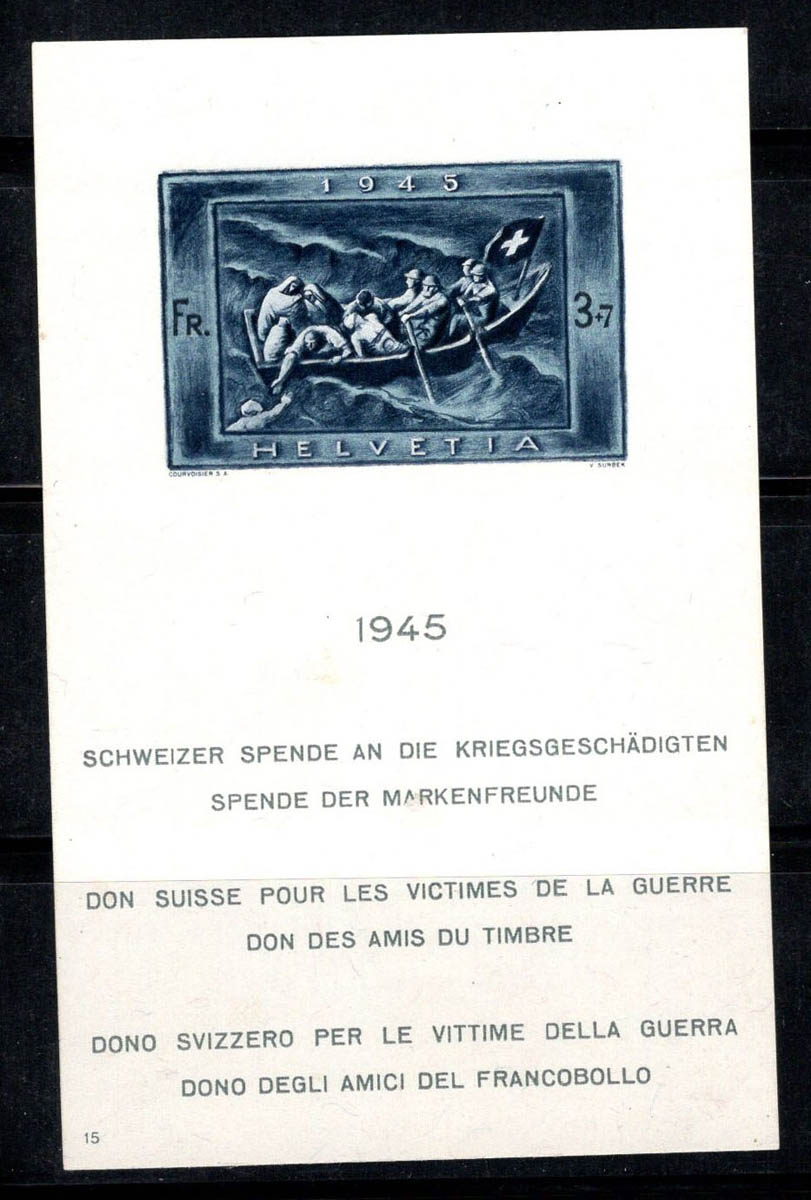 1945
FR. 3+7
HELVETIA
COURVOISIER S.A. V. SURBEK
1945
SCHWEIZER SPENDE AN DIE KRIEGSGESCHÄDIGTEN
SPENDE DER MARKENFREUNDE
DON SUISSE POUR LES VICTIMES DE LA GUERRE
DON DES AMIS DU TIMBRE
DONO SVIZZERO PER LE VITTIME DELLA GUERRA
DONO DEGLI AMICI DEL FRANCOBOLLO
15